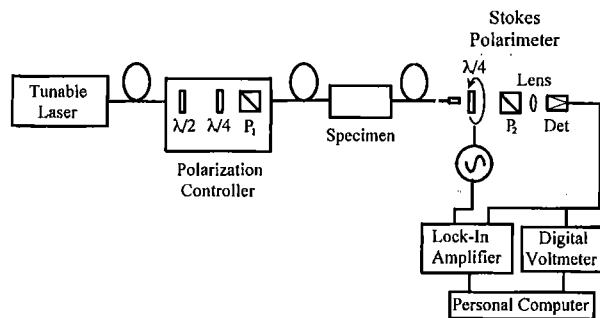 Stokes
Polarimeter
λ/4
Lens
Tunable
Laser
λ/2
λ/4
P₁
P₂
Det
Specimen
Polarization
Controller
Lock-In
Amplifier
Digital
Voltmeter
Personal Computer